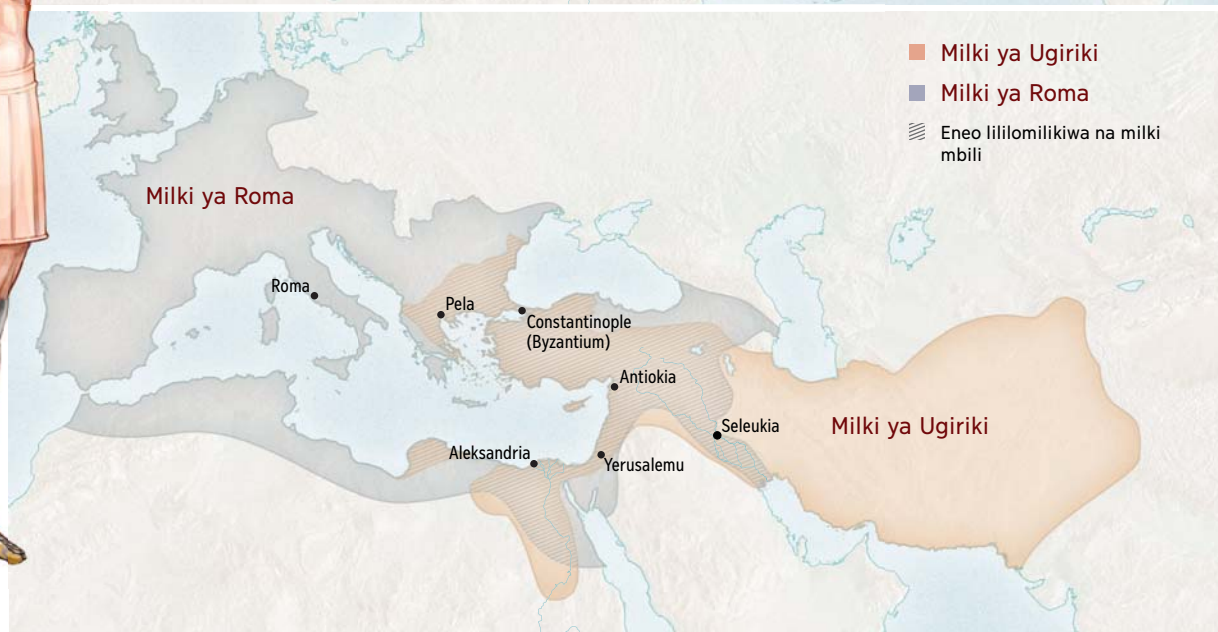 Milki ya Ugiriki
Milki ya Roma
Eneo lililomilikiwa na milki
mbili
Milki ya Roma
Roma
Pela
Constantinople
(Byzantium)
Antiokia
Seleukia
Milki ya Ugiriki
Aleksandria
Yerusalemu